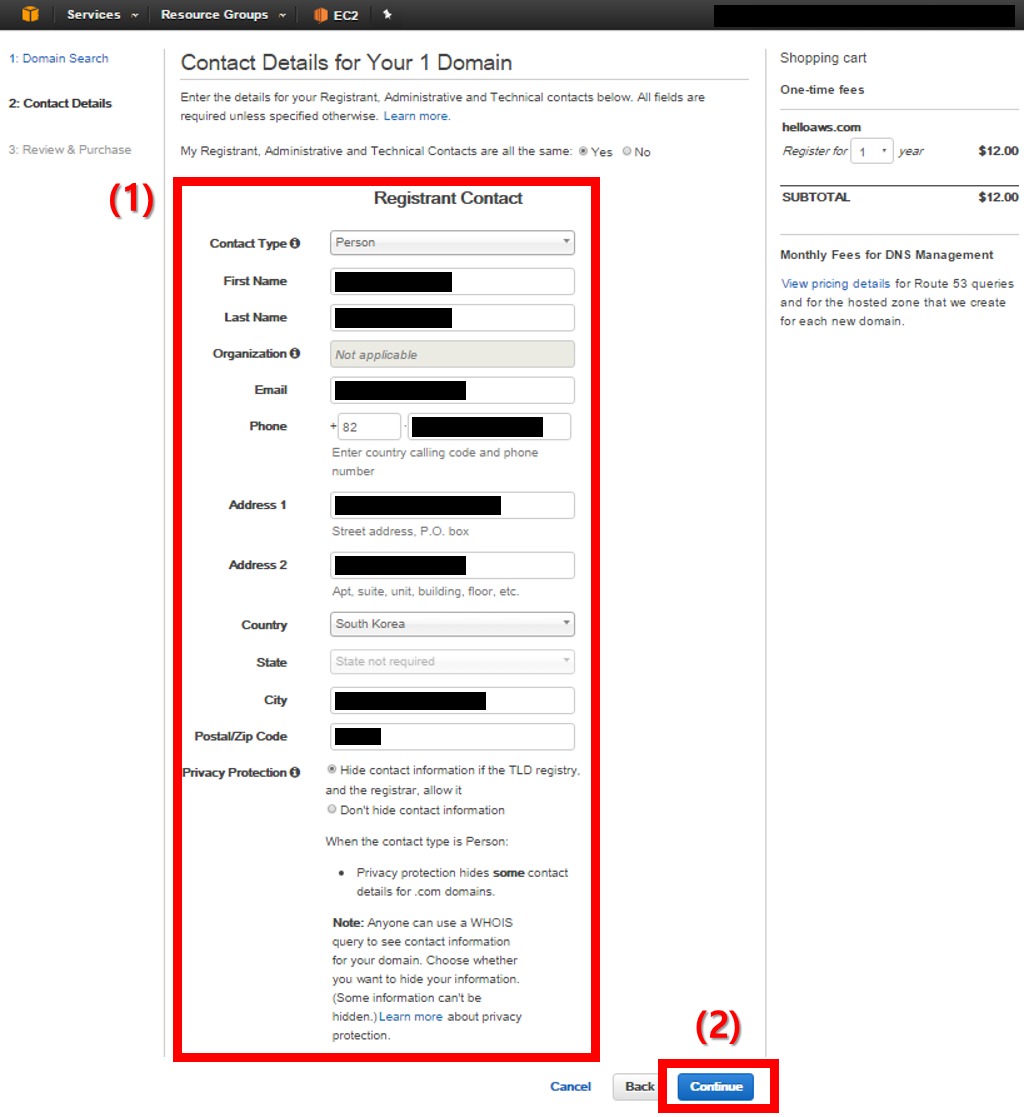 Services Resource Groups EC2
1: Domain Search
2: Contact Details
3: Review & Purchase
Contact Details for Your 1 Domain
Enter the details for your Registrant, Administrative and Technical contacts below. All fields are
required unless specified otherwise. Learn more.
My Registrant, Administrative and Technical Contacts are all the same: Yes No
(1)
Registrant Contact
Contact Type Person
First Name
Last Name
Organization Not applicable
Email
Phone + 82 ·
Enter country calling code and phone
number
Address 1
Street address, P.O. box
Address 2
Apt, suite, unit, building, floor, etc.
Country South Korea
State State not required
City
Postal/Zip Code
Privacy Protection Hide contact information if the TLD registry,
and the registrar, allow it
Don't hide contact information
When the contact type is Person:
• Privacy protection hides some contact
details for .com domains.
Note: Anyone can use a WHOIS
query to see contact information
for your domain. Choose whether
you want to hide your information.
(Some information can't be
hidden.) Learn more about privacy
protection.
(2)
Cancel Back Continue
Shopping cart
One-time fees
helloaws.com
Register for 1 year $12.00
SUBTOTAL $12.00
Monthly Fees for DNS Management
View pricing details for Route 53 queries
and for the hosted zone that we create
for each new domain.